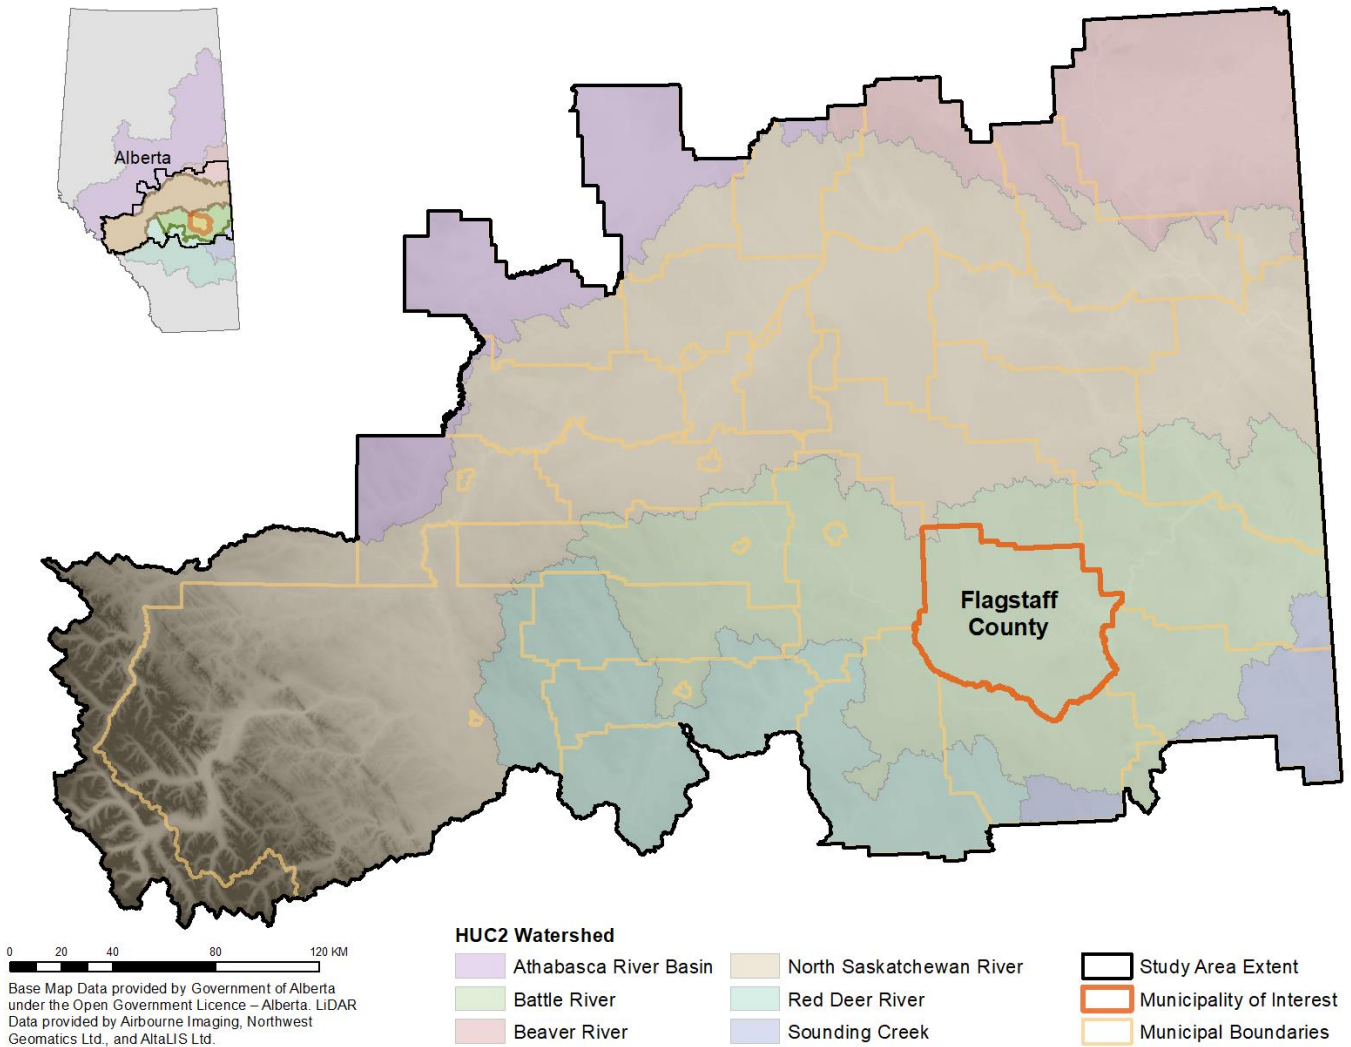 Alberta
Flagstaff
County
0 20 40 80 120 KM
Base Map Data provided by Government of Alberta
under the Open Government Licence – Alberta. LiDAR
Data provided by Airbourne Imaging, Northwest
Geomatics Ltd., and AltaLIS Ltd.
HUC2 Watershed
Athabasca River Basin
Battle River
Beaver River
North Saskatchewan River
Red Deer River
Sounding Creek
Study Area Extent
Municipality of Interest
Municipal Boundaries